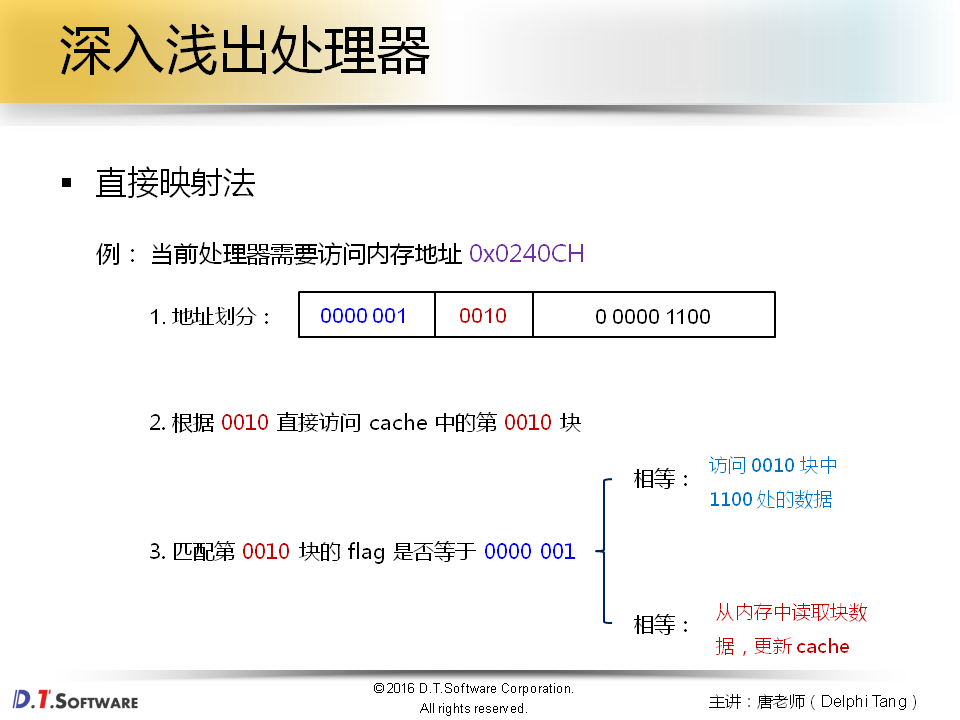 深入浅出处理器
▪ 直接映射法
例： 当前处理器需要访问内存地址 0x0240CH
1. 地址划分： 0000 001 0010 0 0000 1100
2. 根据 0010 直接访问 cache 中的第 0010 块
相等： 访问 0010 块中
1100 处的数据
3. 匹配第 0010 块的 flag 是否等于 0000 001
相等： 从内存中读取块数
据，更新 cache
D.T.SOFTWARE
© 2016 D.T.Software Corporation.
All rights reserved.
主讲：唐老师（Delphi Tang）